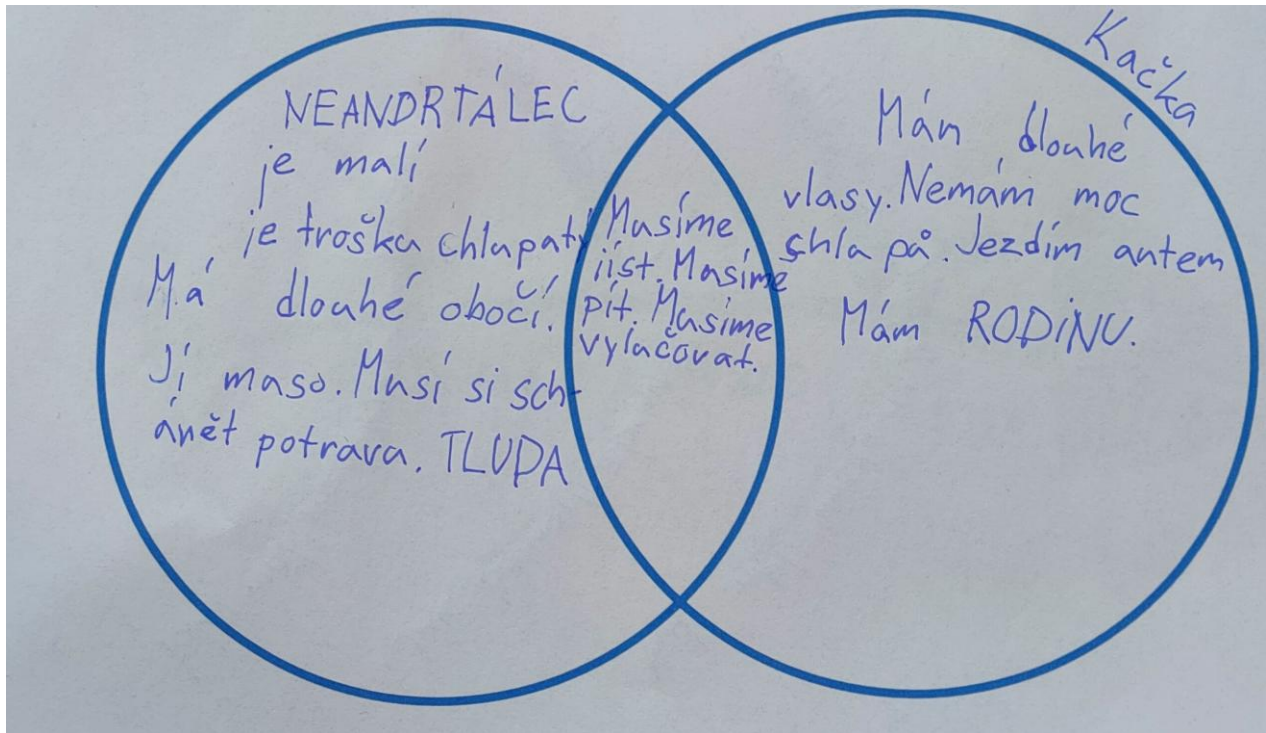 NEANDRTÁLEC
je malí
je troška chlupatý
Má dlouhé obočí!
Jí maso. Musí si sch-
ánět potrava. TLUPA
Musíme
jíst. Musíme
pít. Musíme
vylučovat.
Kačka
Mám dlouhé
vlasy. Nemám moc
chlapů. Jezdím autem
Mám RODINU.